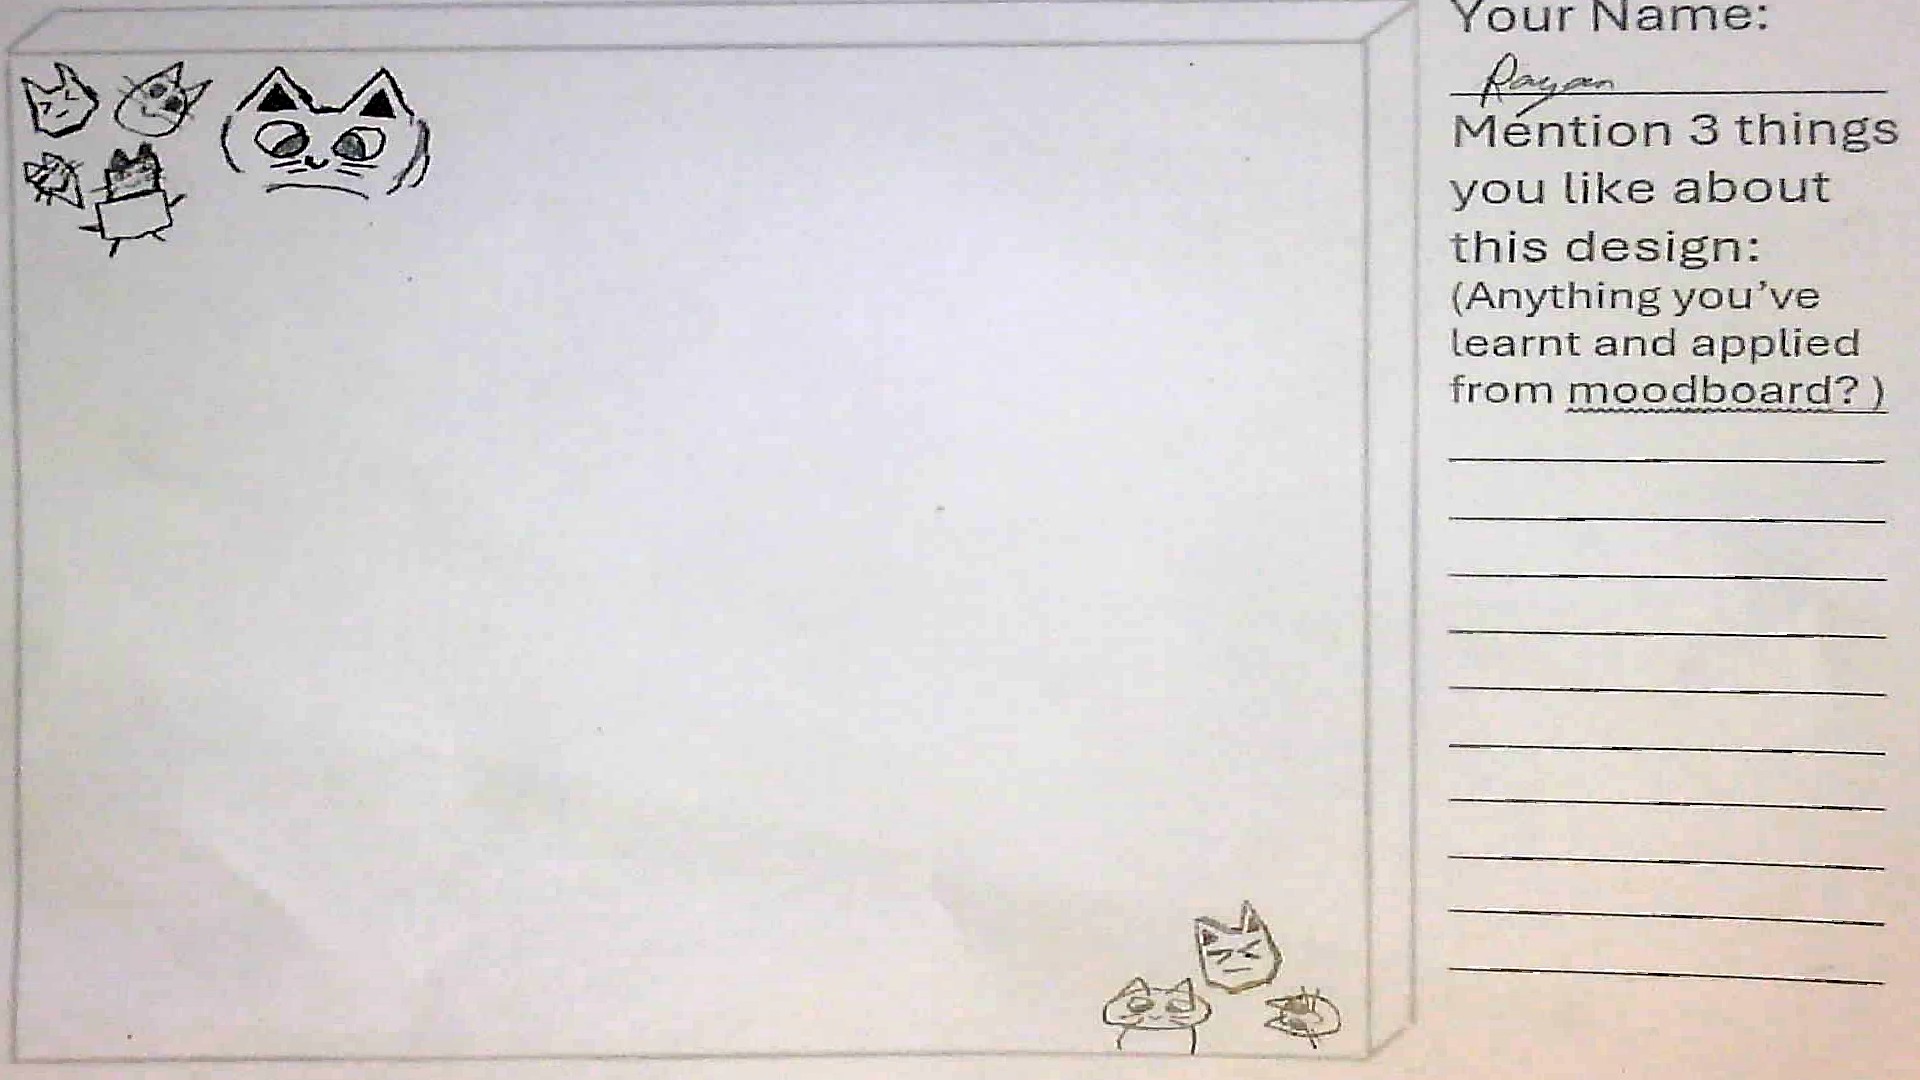 Your Name:
Rayan
Mention 3 things
you like about
this design:
(Anything you’ve
learnt and applied
from moodboard? )